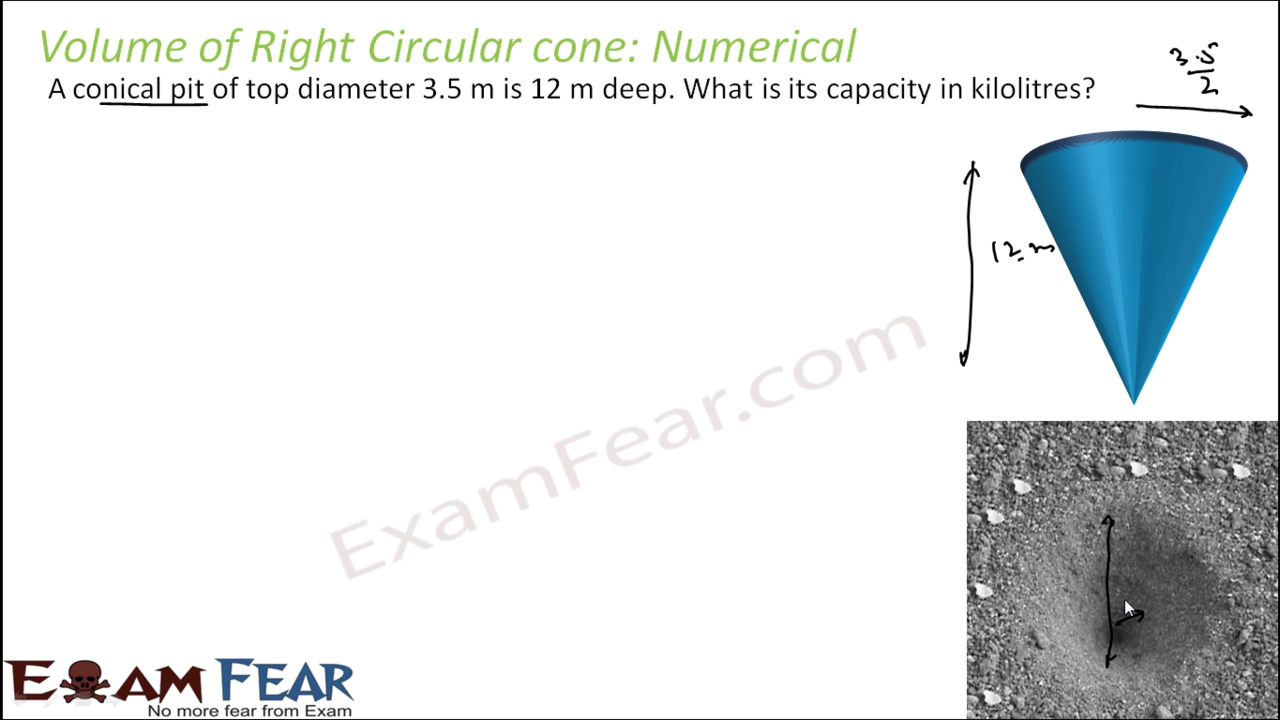 Volume of Right Circular cone: Numerical
A conical pit of top diameter 3.5 m is 12 m deep. What is its capacity in kilolitres?
3.5
2
12 m
ExamFear.com
EXAM FEAR
No more fear from Exam